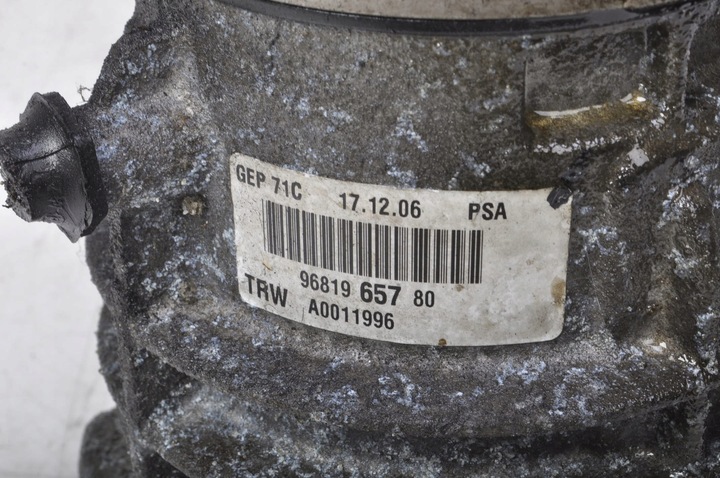 GEP 71C 17.12.06 PSA
96819 657 80
TRW A0011996